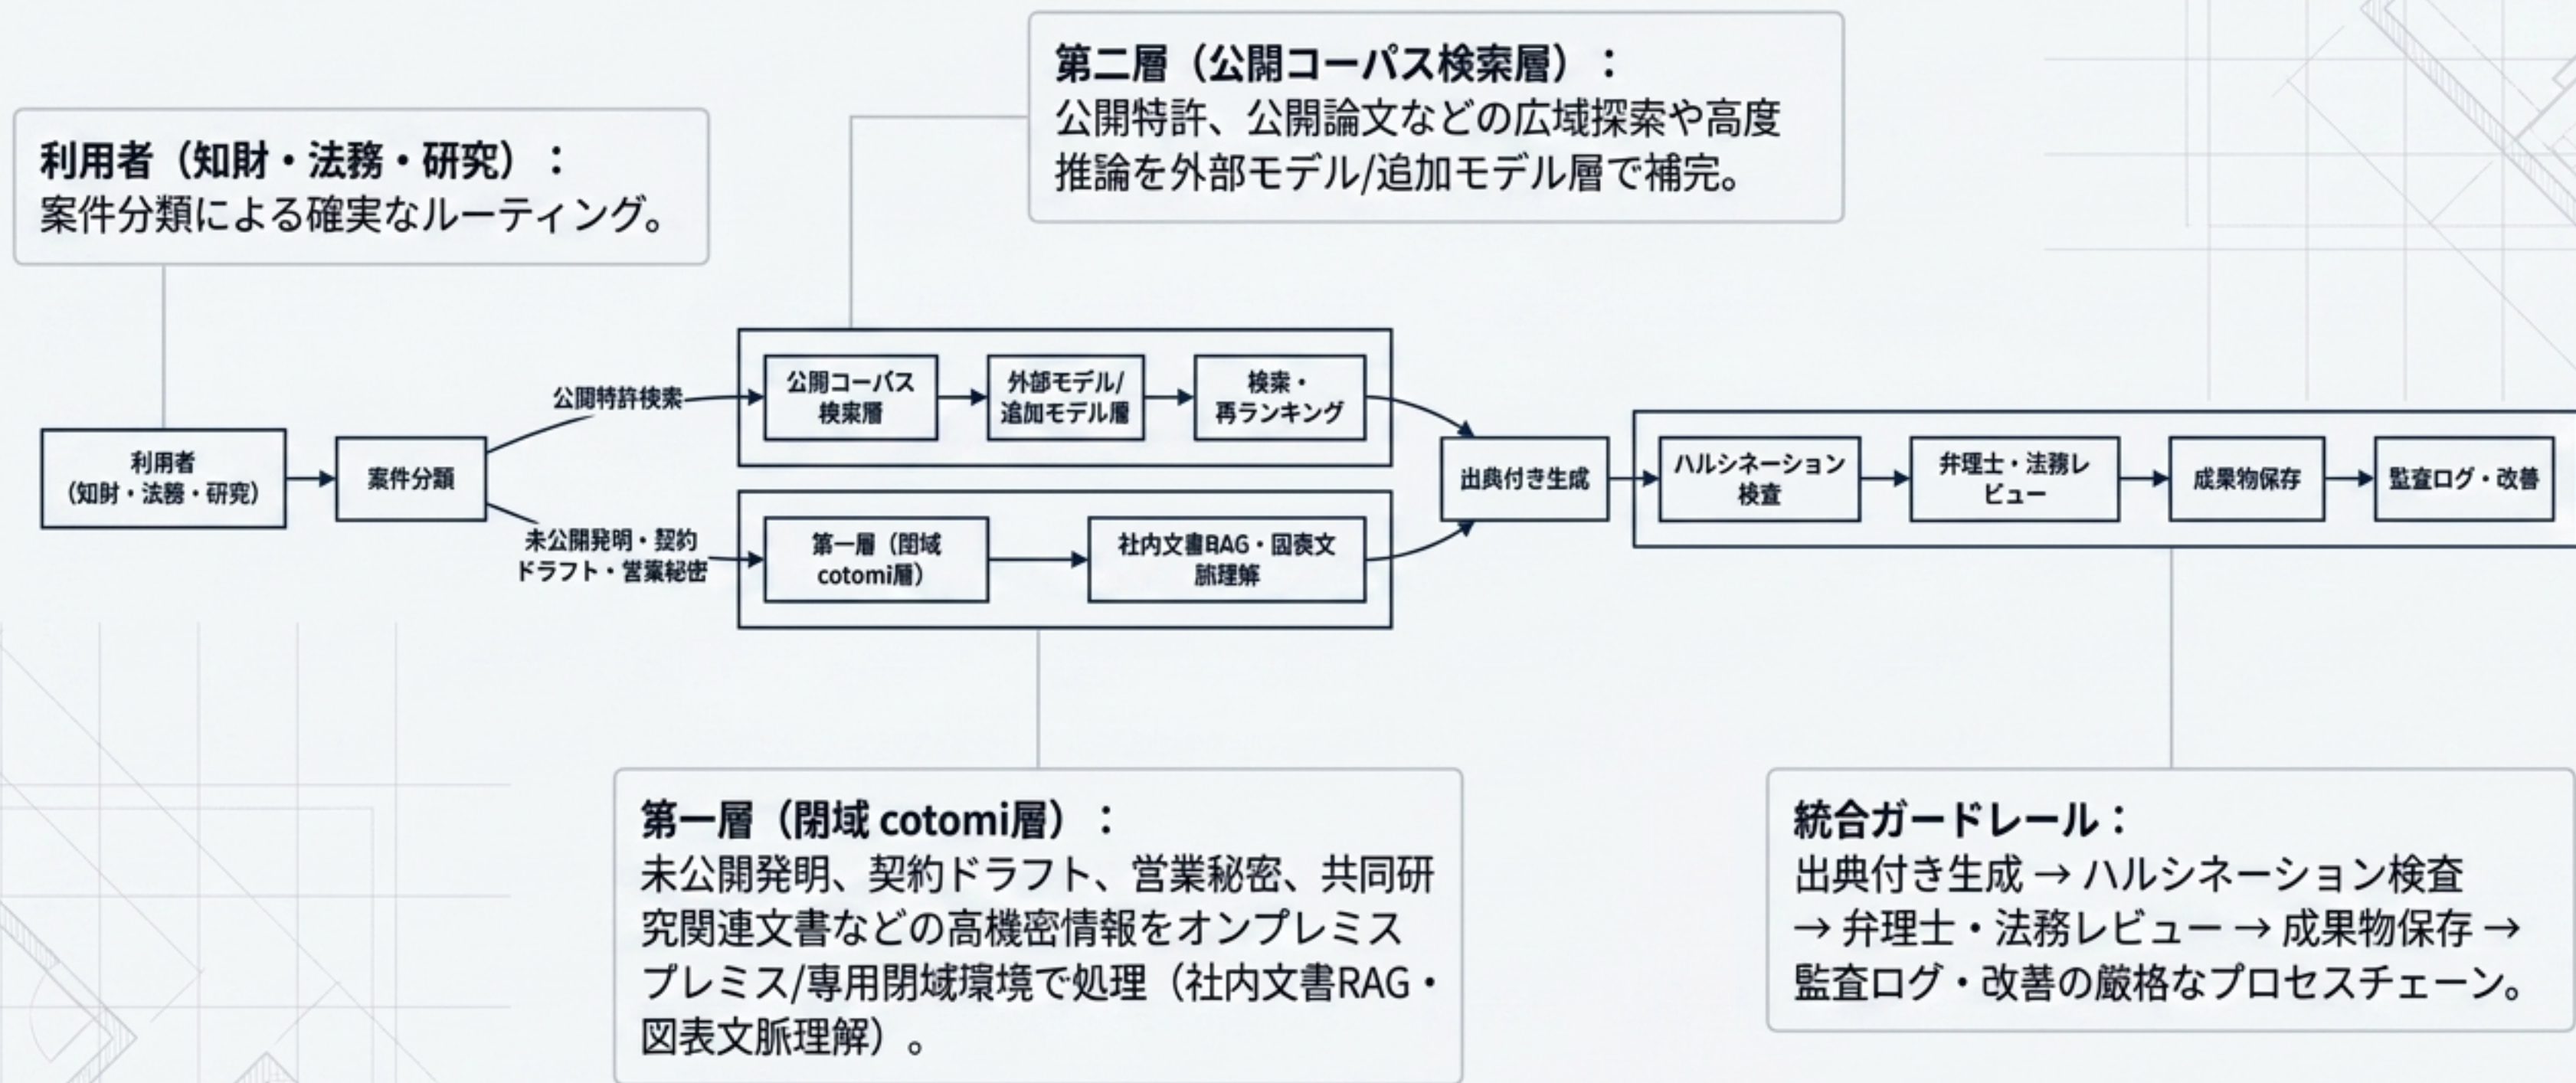 第二層（公開コーパス検索層）：
公開特許、公開論文などの広域探索や高度
推論を外部モデル/追加モデル層で補完。
利用者（知財・法務・研究）：
案件分類による確実なルーティング。
利用者
（知財・法務・研究）
案件分類
公開特許検索
未公開発明・契約
ドラフト・営業秘密
公開コーパス
検索層
外部モデル/
追加モデル層
検索・
再ランキング
第一層（閉域
cotomi層）
社内文書RAG・図表文
脈理解
出典付き生成
ハルシネーション
検査
弁理士・法務レ
ビュー
成果物保存
監査ログ・改善
第一層（閉域 cotomi層）：
未公開発明、契約ドラフト、営業秘密、共同研
究関連文書などの高機密情報をオンプレミス
プレミス/専用閉域環境で処理（社内文書RAG・
図表文脈理解）。
統合ガードレール：
出典付き生成 → ハルシネーション検査
→ 弁理士・法務レビュー → 成果物保存 →
監査ログ・改善の厳格なプロセスチェーン。